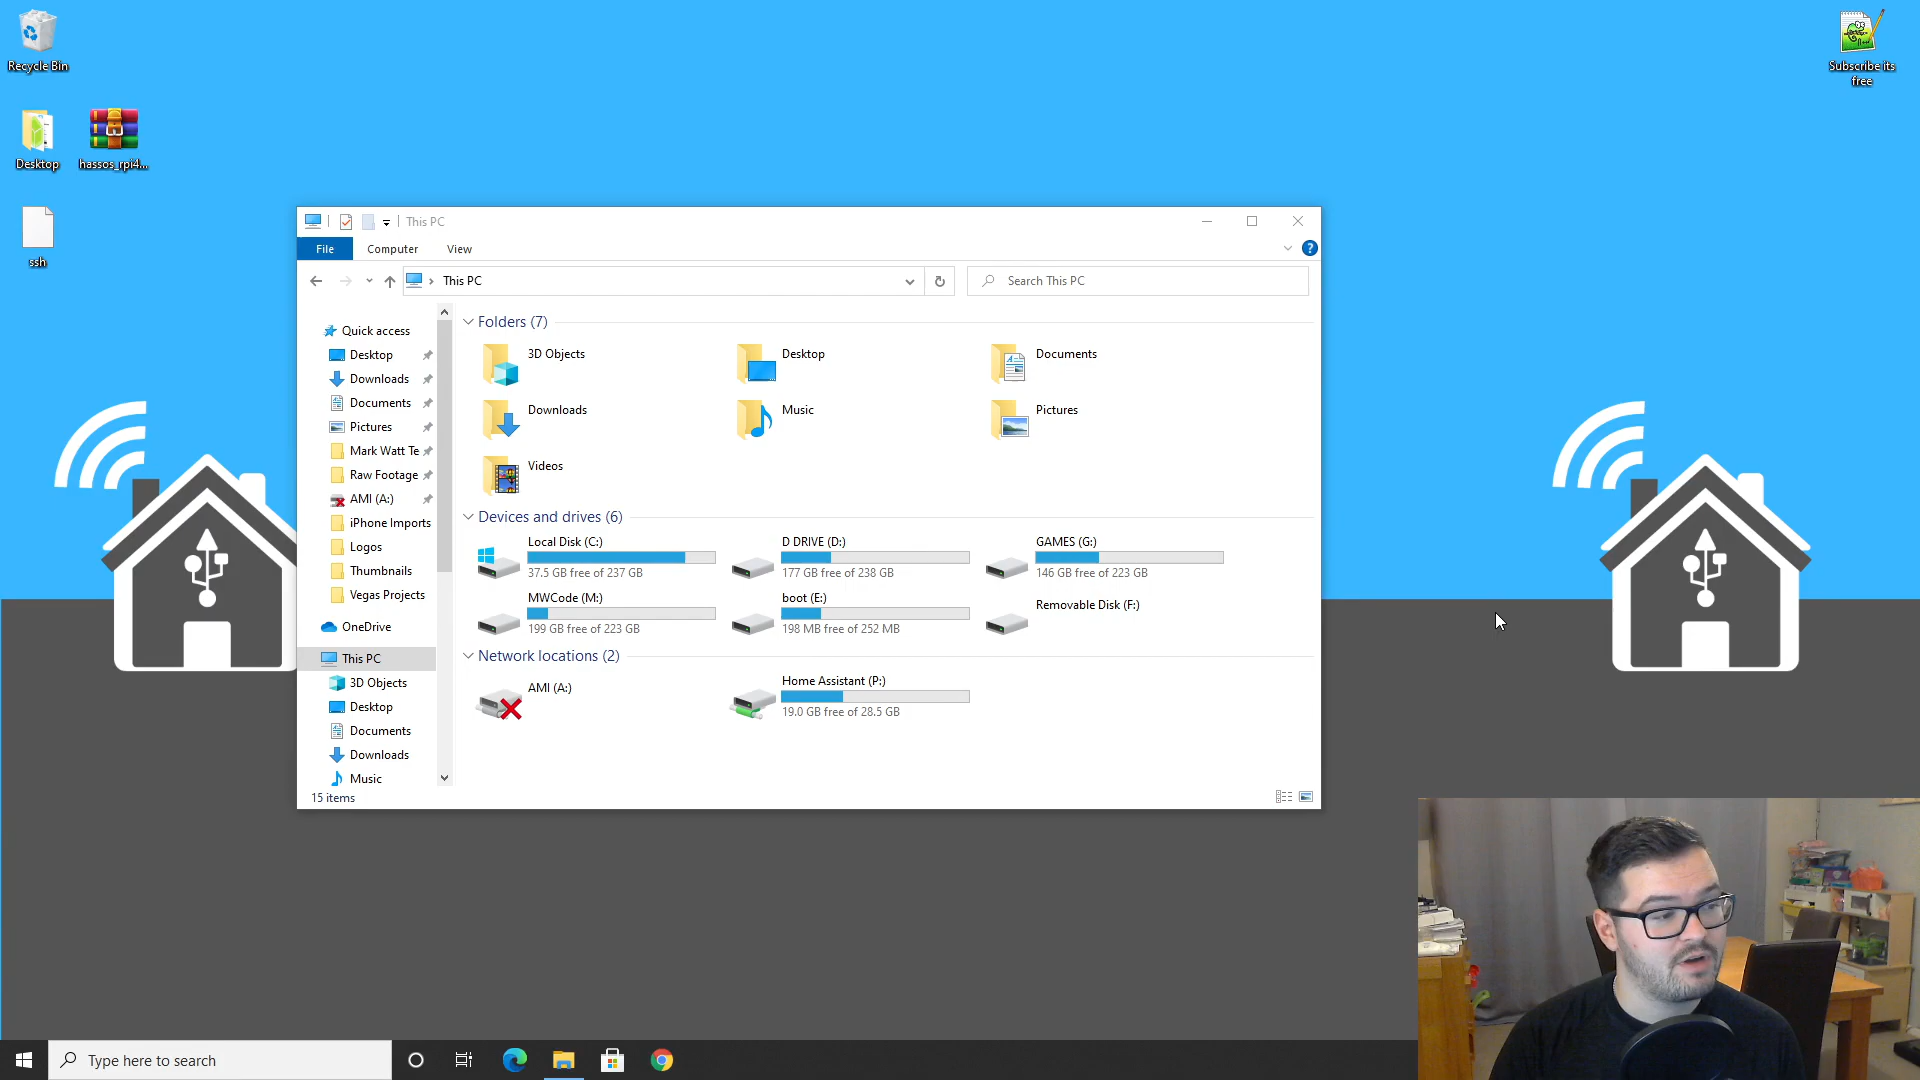 Recycle Bin
Subscribe its
free
Desktop
hassos_rpi4...
ssh
This PC
File
Computer
View
This PC
Search This PC
Quick access
Desktop
Downloads
Documents
Pictures
Mark Watt Te
Raw Footage
AMI (A:)
iPhone Imports
Logos
Thumbnails
Vegas Projects
OneDrive
This PC
3D Objects
Desktop
Documents
Downloads
Music
Folders (7)
3D Objects
Desktop
Documents
Downloads
Music
Pictures
Videos
Devices and drives (6)
Local Disk (C:)
37.5 GB free of 237 GB
D DRIVE (D:)
177 GB free of 238 GB
GAMES (G:)
146 GB free of 223 GB
MWCode (M:)
199 GB free of 223 GB
boot (E:)
198 MB free of 252 MB
Removable Disk (F:)
Network locations (2)
AMI (A:)
Home Assistant (P:)
19.0 GB free of 28.5 GB
15 items
Type here to search